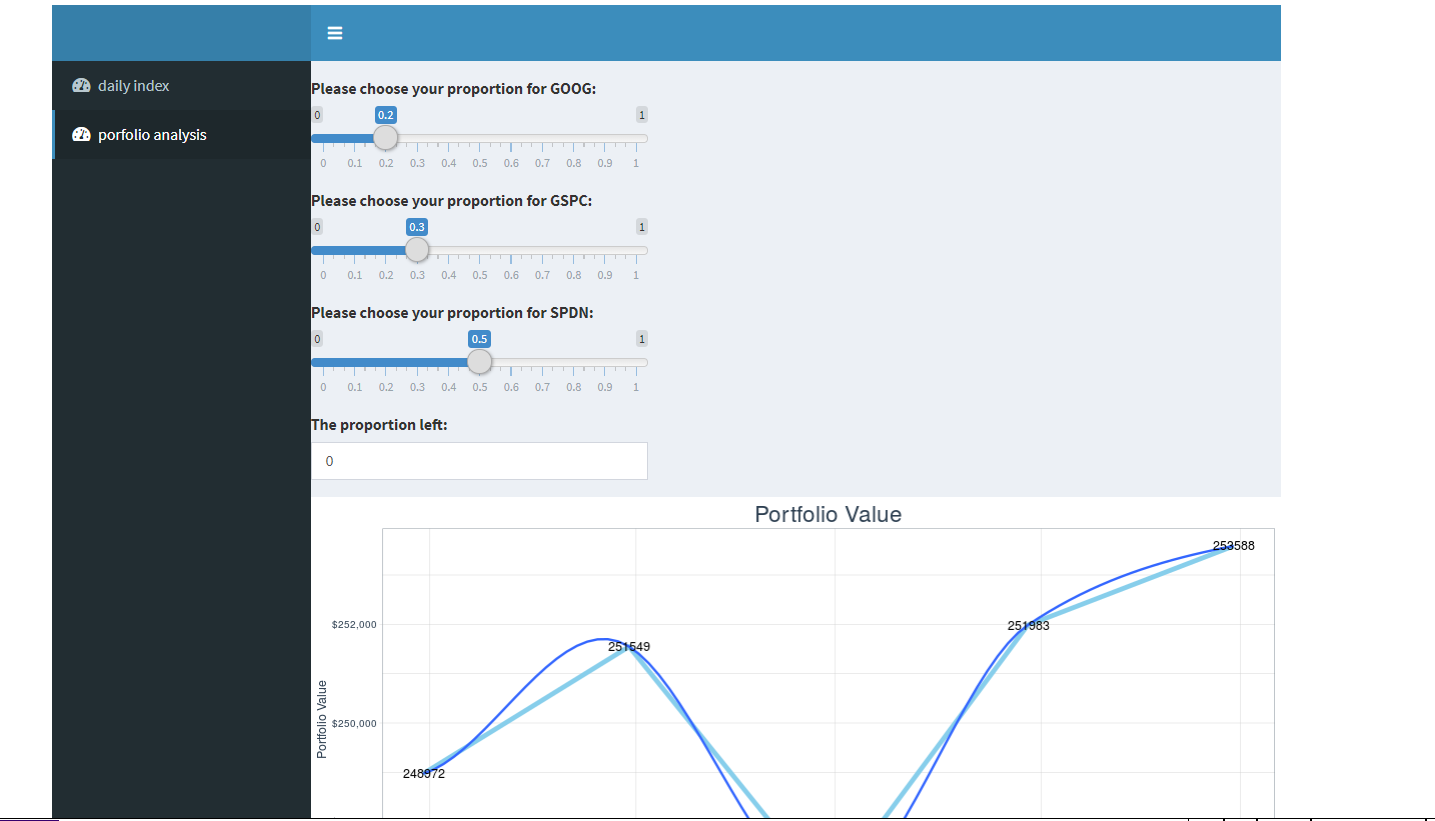 daily index
porfolio analysis
Please choose your proportion for GOOG:
0 0.2 1
0 0.1 0.2 0.3 0.4 0.5 0.6 0.7 0.8 0.9 1
Please choose your proportion for GSPC:
0 0.3 1
0 0.1 0.2 0.3 0.4 0.5 0.6 0.7 0.8 0.9 1
Please choose your proportion for SPDN:
0 0.5 1
0 0.1 0.2 0.3 0.4 0.5 0.6 0.7 0.8 0.9 1
The proportion left:
0
Portfolio Value
253588
$252,000
251983
251549
Portfolio Value
$250,000
248972